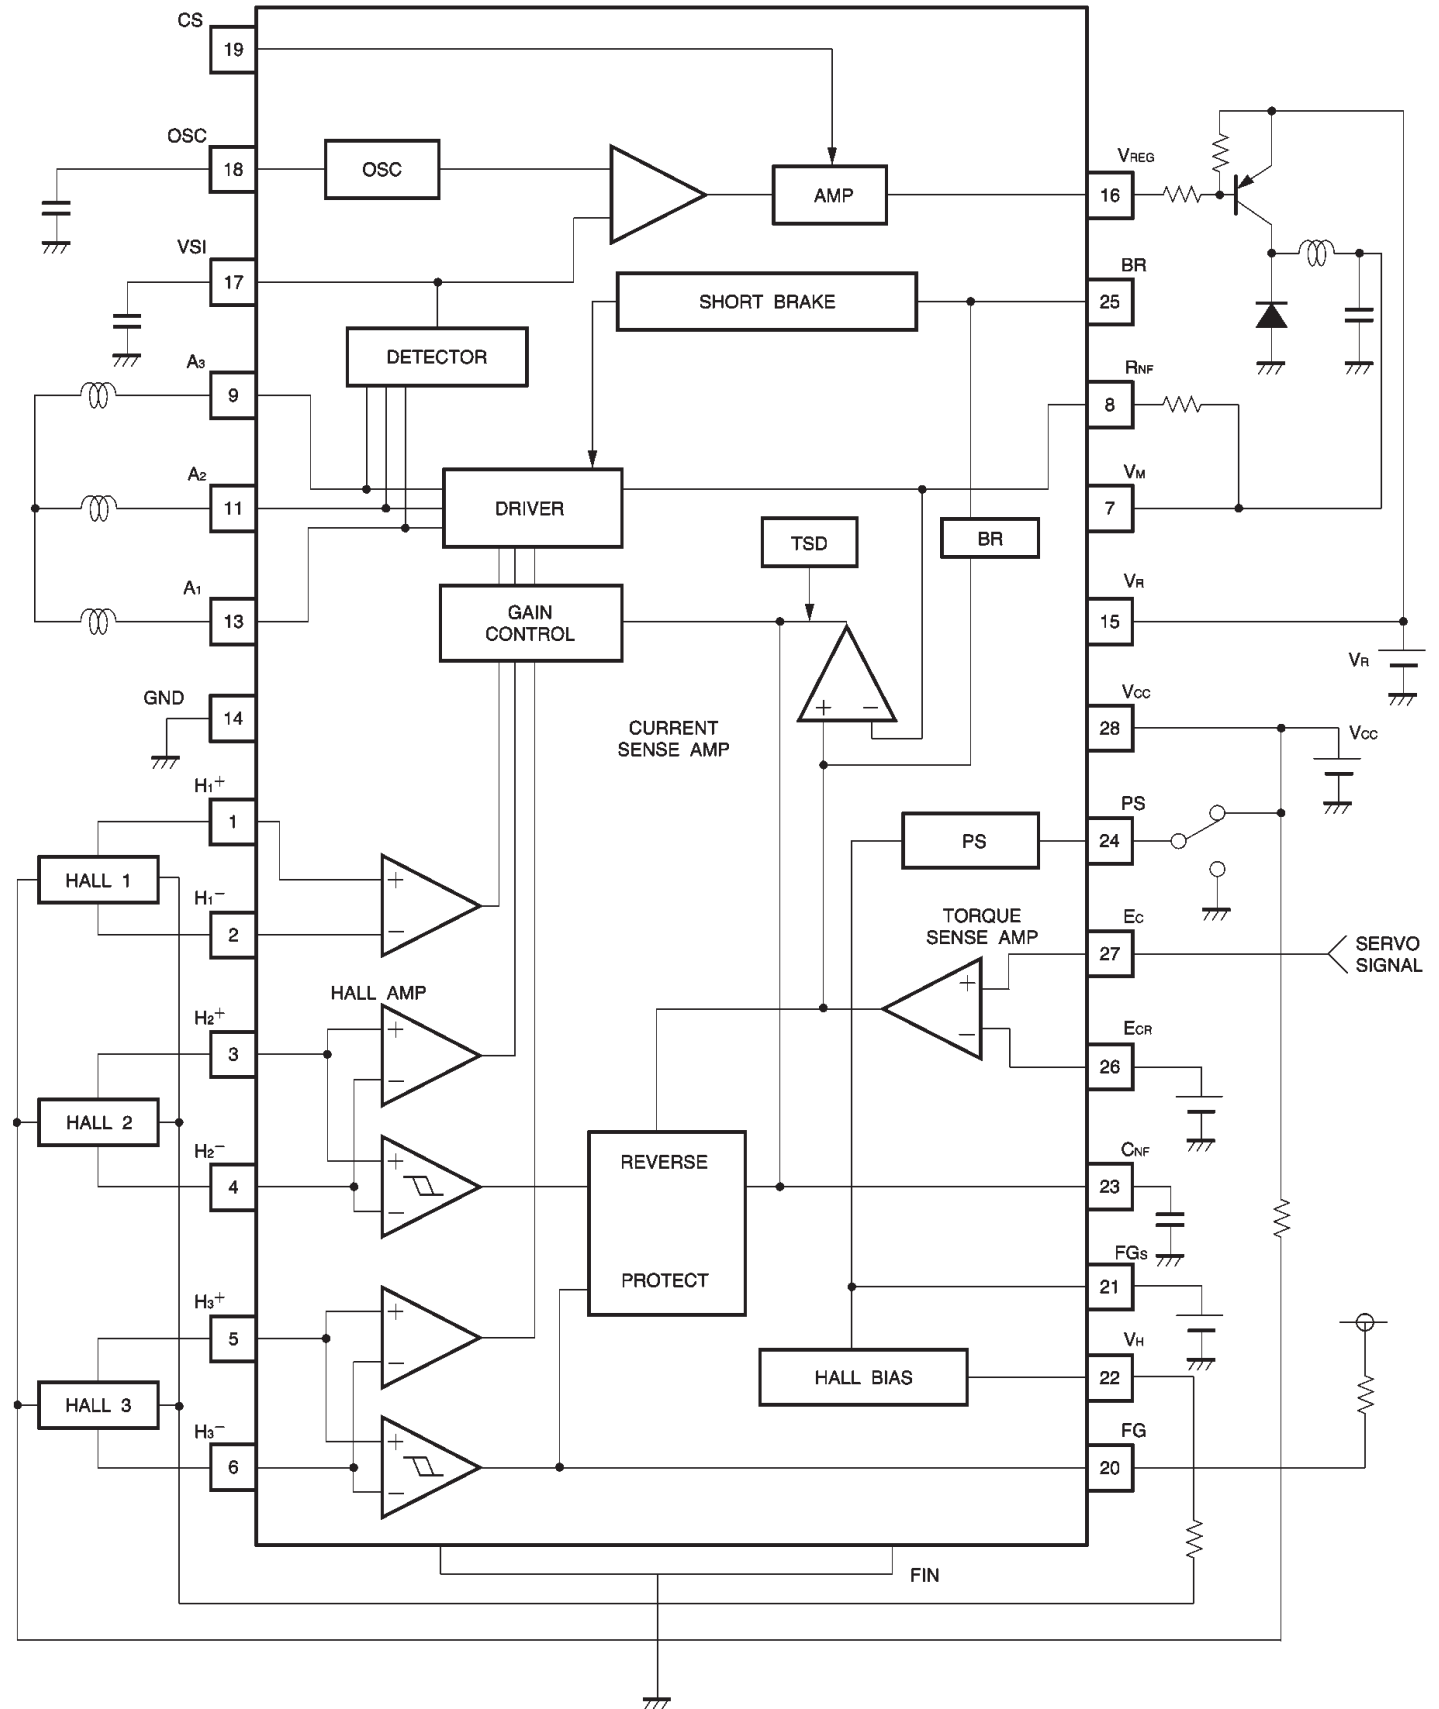 CS
19
OSC
18
OSC
AMP
VREG
16
VSI
17
BR
25
SHORT BRAKE
DETECTOR
A3
9
RNF
8
A2
11
DRIVER
VM
7
TSD
BR
A1
13
GAIN
CONTROL
VR
15
VR
GND
14
CURRENT
SENSE AMP
+ −
VCC
28
VCC
H1+
1
PS
24
PS
HALL 1
+
−
H1−
2
TORQUE
SENSE AMP
EC
27
SERVO
SIGNAL
+
−
HALL AMP
H2+
3
+
−
ECR
26
HALL 2
H2−
4
+
−
REVERSE
PROTECT
CNF
23
FGS
21
H3+
5
+
−
VH
22
HALL BIAS
HALL 3
H3−
6
+
−
FG
20
FIN